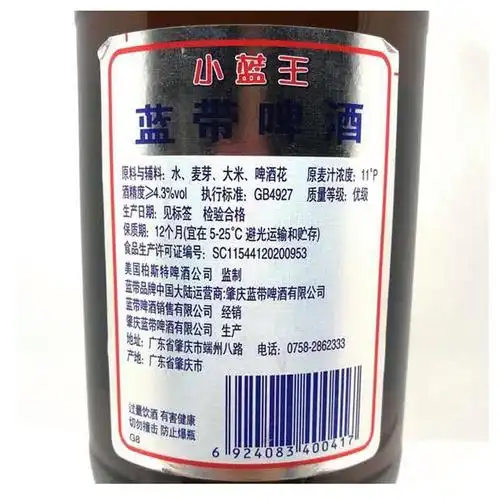 小蓝王
蓝带啤酒
原料与辅料：水、麦芽、大米、啤酒花 原麦汁浓度：11°P
酒精度≥4.3%vol 执行标准：GB4927 质量等级：优级
生产日期：见标签 检验合格
保质期：12个月(宜在 5-25℃ 避光运输和贮存)
食品生产许可证编号：SC11544120200953
美国柏斯特啤酒公司 监制
蓝带品牌中国大陆运营商：肇庆蓝带啤酒有限公司
蓝带啤酒销售有限公司 经销
肇庆蓝带啤酒有限公司 生产
地址：广东省肇庆市端州八路 电话：0758-2862333
产地：广东省肇庆市
过量饮酒 有害健康
切勿撞击 防止爆瓶
G8
6 924083 400417